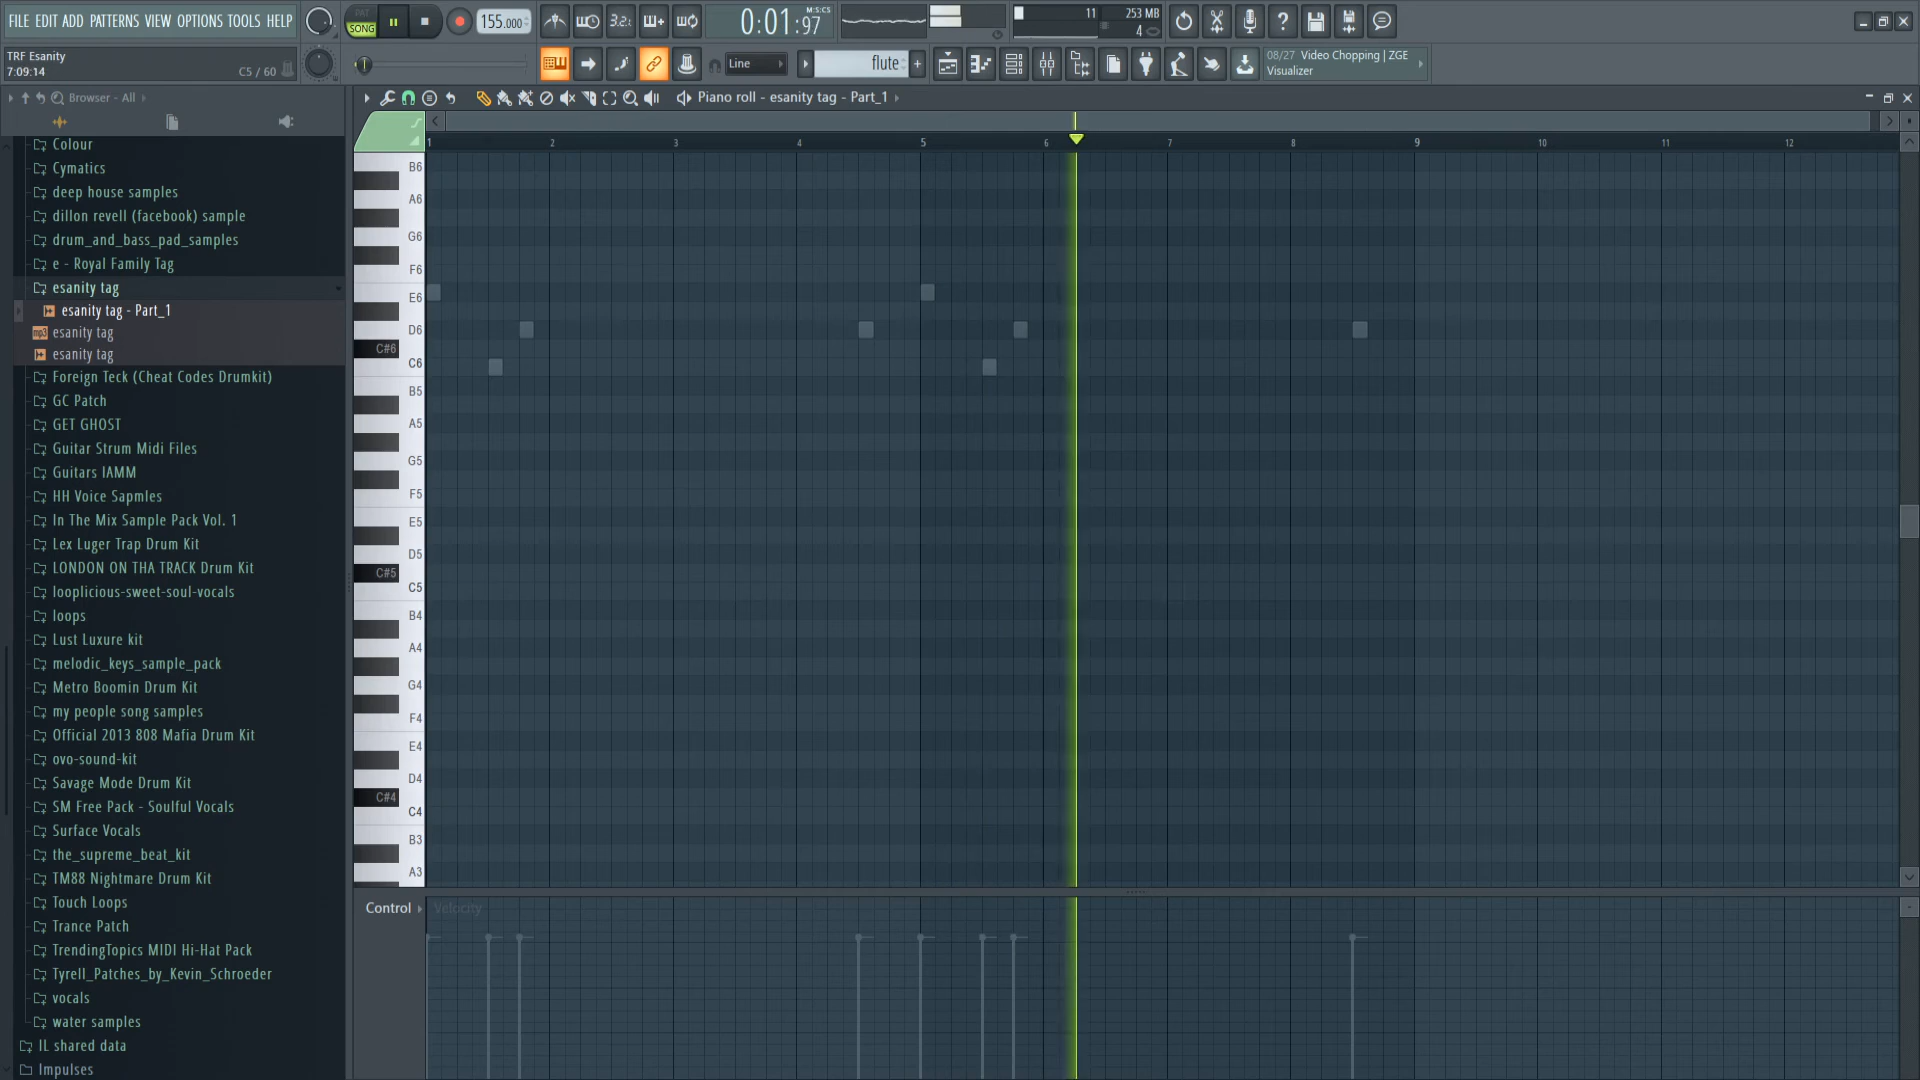 FILE EDIT ADD PATTERNS VIEW OPTIONS TOOLS HELP
PAT
SONG
155.000
3.2.
0:01:97
M:S:CS
11
253 MB
4
TRF Esanity
7:09:14
C5 / 60
Line
flute
08/27 Video Chopping | ZGE
Visualizer
Browser - All
Piano roll - esanity tag - Part_1
1 2 3 4 5 6 7 8 9 10 11 12
Colour
Cymatics
deep house samples
dillon revell (facebook) sample
drum_and_bass_pad_samples
e - Royal Family Tag
esanity tag
esanity tag - Part_1
mp3 esanity tag
esanity tag
Foreign Teck (Cheat Codes Drumkit)
GC Patch
GET GHOST
Guitar Strum Midi Files
Guitars IAMM
HH Voice Sapmles
In The Mix Sample Pack Vol. 1
Lex Luger Trap Drum Kit
LONDON ON THA TRACK Drum Kit
looplicious-sweet-soul-vocals
loops
Lust Luxure kit
melodic_keys_sample_pack
Metro Boomin Drum Kit
my people song samples
Official 2013 808 Mafia Drum Kit
ovo-sound-kit
Savage Mode Drum Kit
SM Free Pack - Soulful Vocals
Surface Vocals
the_supreme_beat_kit
TM88 Nightmare Drum Kit
Touch Loops
Trance Patch
TrendingTopics MIDI Hi-Hat Pack
Tyrell_Patches_by_Kevin_Schroeder
vocals
water samples
IL shared data
Impulses
B6
A6
G6
F6
E6
D6
C#6
C6
B5
A5
G5
F5
E5
D5
C#5
C5
B4
A4
G4
F4
E4
D4
C#4
C4
B3
A3
Control
Velocity